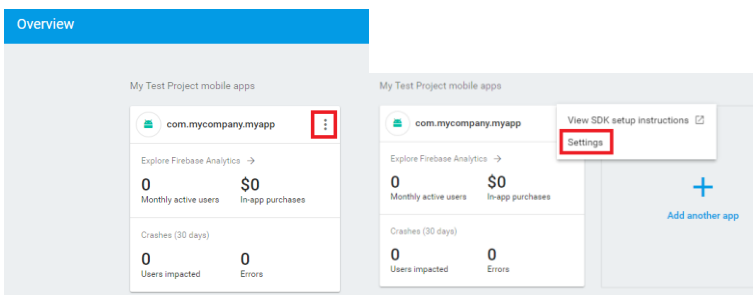 Overview
My Test Project mobile apps
com.mycompany.myapp
Explore Firebase Analytics →
0 $0
Monthly active users In-app purchases
Crashes (30 days)
0 0
Users impacted Errors
My Test Project mobile apps
com.mycompany.myapp
View SDK setup instructions
Settings
Explore Firebase Analytics →
0 $0
Monthly active users In-app purchases
Crashes (30 days)
0 0
Users impacted Errors
+
Add another app